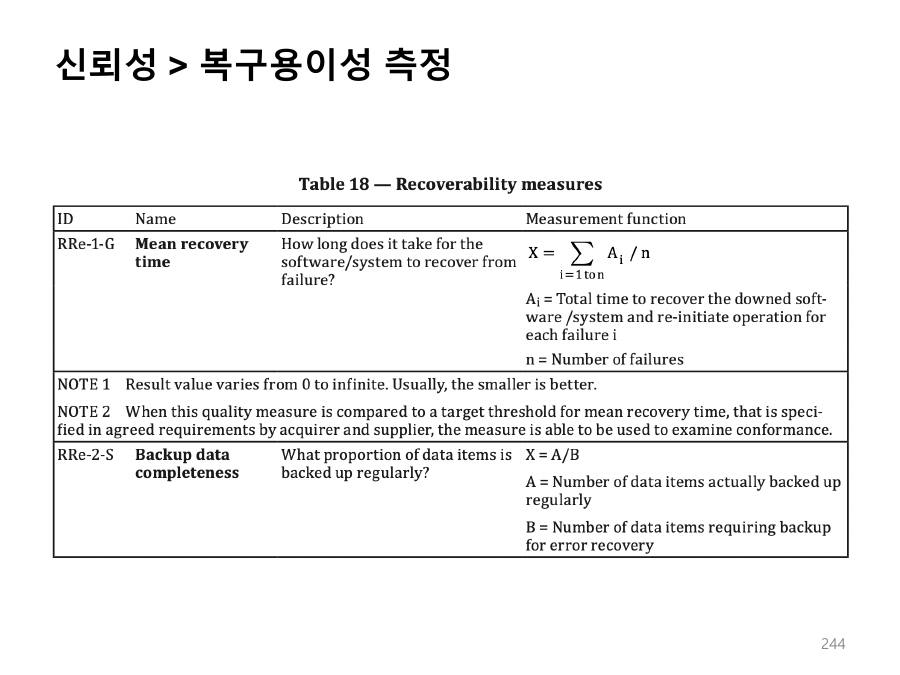 신뢰성 > 복구용이성 측정
Table 18 — Recoverability measures
ID Name Description Measurement function
RRe-1-G Mean recovery time How long does it take for the software/system to recover from failure?
X = ∑ A i / n
i = 1 to n
Ai = Total time to recover the downed soft-
ware /system and re-initiate operation for
each failure i
n = Number of failures
NOTE 1 Result value varies from 0 to infinite. Usually, the smaller is better.
NOTE 2 When this quality measure is compared to a target threshold for mean recovery time, that is speci-
fied in agreed requirements by acquirer and supplier, the measure is able to be used to examine conformance.
RRe-2-S Backup data completeness What proportion of data items is backed up regularly?
X = A/B
A = Number of data items actually backed up
regularly
B = Number of data items requiring backup
for error recovery
244